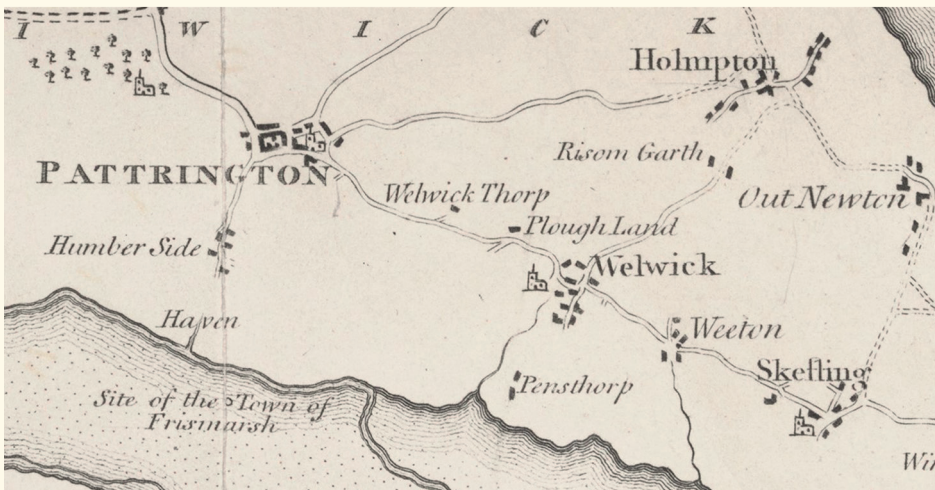 I W I C K
Holmpton
Risom Garth
PATTRINGTON
Welwick Thorp
Out Newton
Plough Land
Humber Side
Welwick
Haven
Weeton
Skefling
Pensthorp
Site of the Town of
Frismarsh